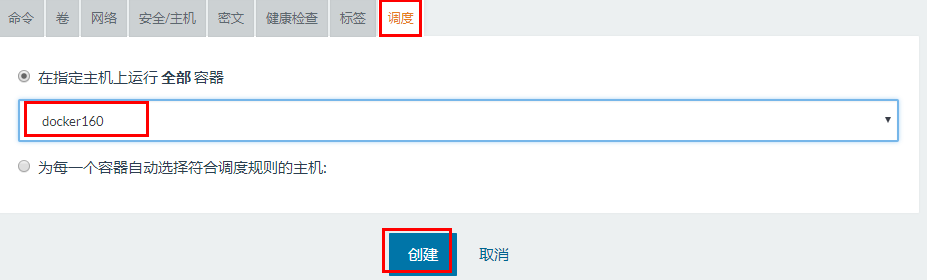 命令 卷 网络 安全/主机 密文 健康检查 标签 调度
在指定主机上运行 全部 容器
docker160
为每一个容器自动选择符合调度规则的主机:
创建 取消